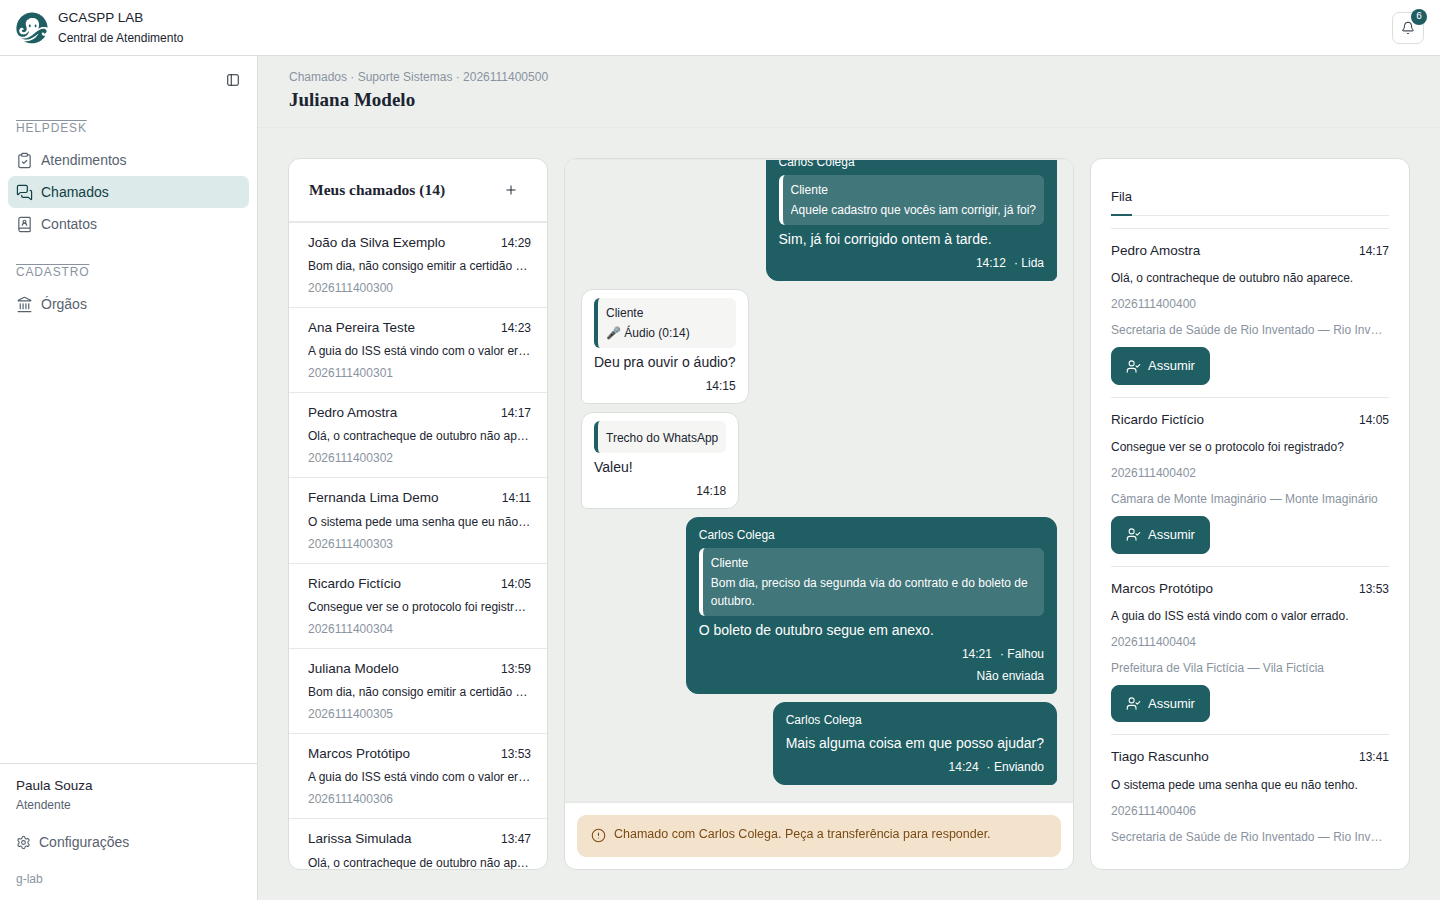 GCASPP LAB
Central de Atendimento
6
HELPDESK
Atendimentos
Chamados
Contatos
CADASTRO
Órgãos
Paula Souza
Atendente
Configurações
g-lab
Chamados · Suporte Sistemas · 2026111400500
Juliana Modelo
Meus chamados (14)
João da Silva Exemplo 14:29
Bom dia, não consigo emitir a certidão …
2026111400300
Ana Pereira Teste 14:23
A guia do ISS está vindo com o valor er…
2026111400301
Pedro Amostra 14:17
Olá, o contracheque de outubro não ap…
2026111400302
Fernanda Lima Demo 14:11
O sistema pede uma senha que eu não…
2026111400303
Ricardo Fictício 14:05
Consegue ver se o protocolo foi registr…
2026111400304
Juliana Modelo 13:59
Bom dia, não consigo emitir a certidão …
2026111400305
Marcos Protótipo 13:53
A guia do ISS está vindo com o valor er…
2026111400306
Larissa Simulada 13:47
Olá, o contracheque de outubro não ap…
Carlos Colega
Cliente
Aquele cadastro que vocês iam corrigir, já foi?
Sim, já foi corrigido ontem à tarde.
14:12 · Lida
Cliente
🎤 Áudio (0:14)
Deu pra ouvir o áudio?
14:15
Trecho do WhatsApp
Valeu!
14:18
Carlos Colega
Cliente
Bom dia, preciso da segunda via do contrato e do boleto de
outubro.
O boleto de outubro segue em anexo.
14:21 · Falhou
Não enviada
Carlos Colega
Mais alguma coisa em que posso ajudar?
14:24 · Enviando
Chamado com Carlos Colega. Peça a transferência para responder.
Fila
Pedro Amostra 14:17
Olá, o contracheque de outubro não aparece.
2026111400400
Secretaria de Saúde de Rio Inventado — Rio Inv…
Assumir
Ricardo Fictício 14:05
Consegue ver se o protocolo foi registrado?
2026111400402
Câmara de Monte Imaginário — Monte Imaginário
Assumir
Marcos Protótipo 13:53
A guia do ISS está vindo com o valor errado.
2026111400404
Prefeitura de Vila Fictícia — Vila Fictícia
Assumir
Tiago Rascunho 13:41
O sistema pede uma senha que eu não tenho.
2026111400406
Secretaria de Saúde de Rio Inventado — Rio Inv…